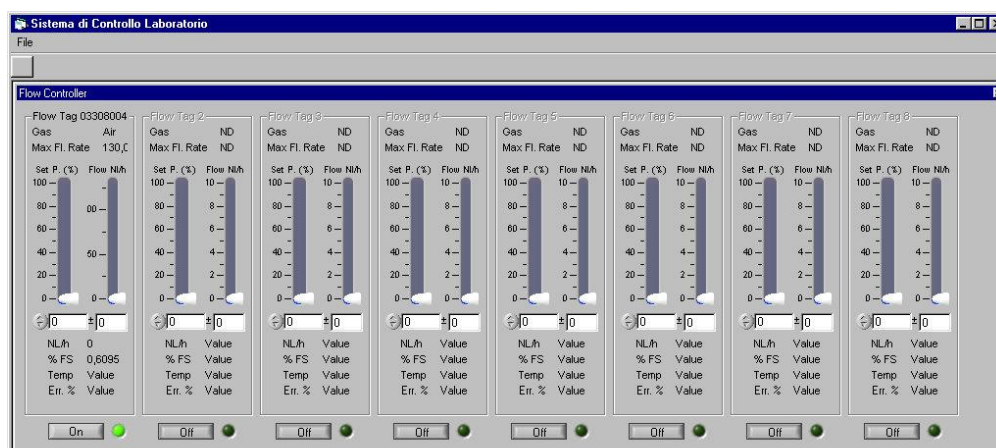 Sistema di Controllo Laboratorio
File
Flow Controller
Flow Tag 03308004 Flow Tag 2 Flow Tag 3 Flow Tag 4 Flow Tag 5 Flow Tag 6 Flow Tag 7 Flow Tag 8
Gas Air Gas ND Gas ND Gas ND Gas ND Gas ND Gas ND Gas ND
Max Fl. Rate 130,0 Max Fl. Rate ND Max Fl. Rate ND Max Fl. Rate ND Max Fl. Rate ND Max Fl. Rate ND Max Fl. Rate ND Max Fl. Rate ND
Set P. (%) Flow Nl/h Set P. (%) Flow Nl/h Set P. (%) Flow Nl/h Set P. (%) Flow Nl/h Set P. (%) Flow Nl/h Set P. (%) Flow Nl/h Set P. (%) Flow Nl/h Set P. (%) Flow Nl/h
100 100 10 100 10 100 10 100 10 100 10 100 10 100 10
80 00 80 8 80 8 80 8 80 8 80 8 80 8 80 8
60 60 6 60 6 60 6 60 6 60 6 60 6 60 6
40 50 40 4 40 4 40 4 40 4 40 4 40 4 40 4
20 20 2 20 2 20 2 20 2 20 2 20 2 20 2
0 0 0 0 0 0 0 0 0 0 0 0 0 0 0 0
0 ± 0 0 ± 0 0 ± 0 0 ± 0 0 ± 0 0 ± 0 0 ± 0 0 ± 0
NL/h 0 NL/h Value NL/h Value NL/h Value NL/h Value NL/h Value NL/h Value NL/h Value
% FS 0,6095 % FS Value % FS Value % FS Value % FS Value % FS Value % FS Value % FS Value
Temp Value Temp Value Temp Value Temp Value Temp Value Temp Value Temp Value Temp Value
Err. % Value Err. % Value Err. % Value Err. % Value Err. % Value Err. % Value Err. % Value Err. % Value
On Off Off Off Off Off Off Off